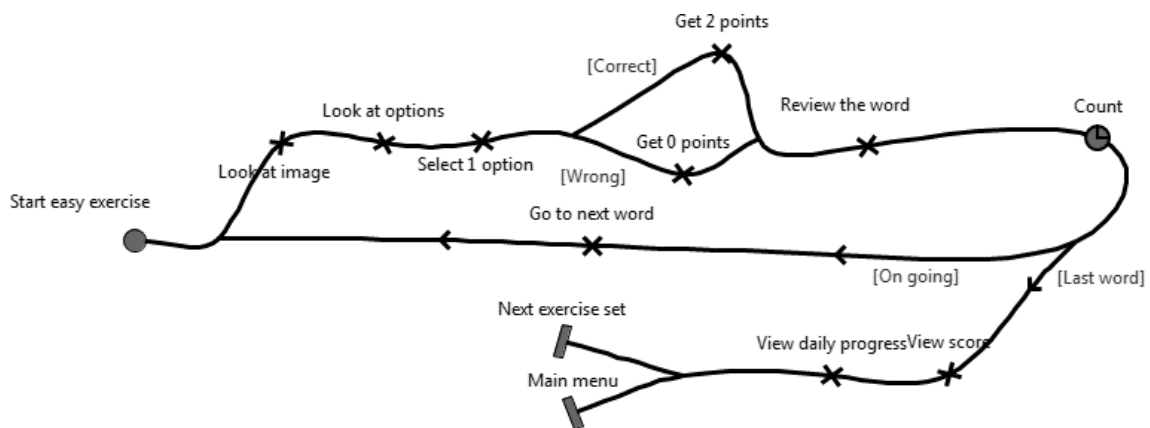 Get 2 points
[Correct]
Look at options
Review the word
Count
Get 0 points
Select 1 option
Look at image
[Wrong]
Start easy exercise
Go to next word
[On going]
[Last word]
Next exercise set
View daily progress
View score
Main menu